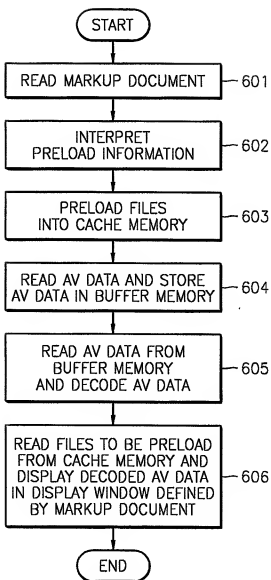 START
READ MARKUP DOCUMENT
601
INTERPRET
PRELOAD INFORMATION
602
PRELOAD FILES
INTO CACHE MEMORY
603
READ AV DATA AND STORE
AV DATA IN BUFFER MEMORY
604
READ AV DATA FROM
BUFFER MEMORY
AND DECODE AV DATA
605
READ FILES TO BE PRELOAD
FROM CACHE MEMORY AND
DISPLAY DECODED AV DATA
IN DISPLAY WINDOW DEFINED
BY MARKUP DOCUMENT
606
END